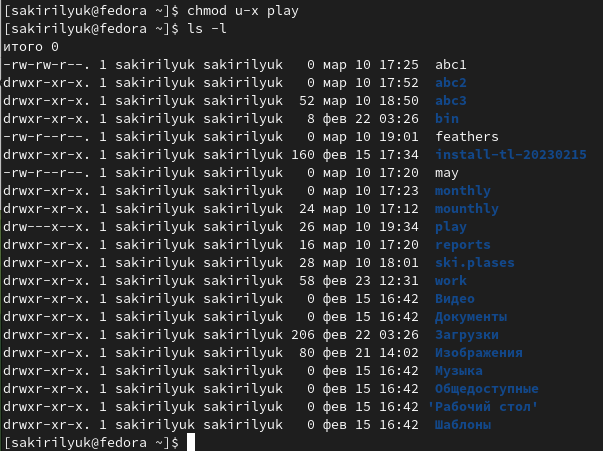 [sakirilyuk@fedora ~]$ chmod u-x play
[sakirilyuk@fedora ~]$ ls -l
итого 0
-rw-rw-r--. 1 sakirilyuk sakirilyuk   0 мар 10 17:25  abc1
drwxr-xr-x. 1 sakirilyuk sakirilyuk   0 мар 10 17:52  abc2
drwxr-xr-x. 1 sakirilyuk sakirilyuk  52 мар 10 18:50  abc3
drwxr-xr-x. 1 sakirilyuk sakirilyuk   8 фев 22 03:26  bin
-rw-r--r--. 1 sakirilyuk sakirilyuk   0 мар 10 19:01  feathers
drwxr-xr-x. 1 sakirilyuk sakirilyuk 160 фев 15 17:34  install-tl-20230215
-rw-r--r--. 1 sakirilyuk sakirilyuk   0 мар 10 17:20  may
drwxr-xr-x. 1 sakirilyuk sakirilyuk   0 мар 10 17:23  monthly
drwxr-xr-x. 1 sakirilyuk sakirilyuk  24 мар 10 17:12  mounthly
drw---x--x. 1 sakirilyuk sakirilyuk  26 мар 10 19:34  play
drwxr-xr-x. 1 sakirilyuk sakirilyuk  16 мар 10 17:20  reports
drwxr-xr-x. 1 sakirilyuk sakirilyuk  28 мар 10 18:01  ski.plases
drwxr-xr-x. 1 sakirilyuk sakirilyuk  58 фев 23 12:31  work
drwxr-xr-x. 1 sakirilyuk sakirilyuk   0 фев 15 16:42  Видео
drwxr-xr-x. 1 sakirilyuk sakirilyuk   0 фев 15 16:42  Документы
drwxr-xr-x. 1 sakirilyuk sakirilyuk 206 фев 22 03:26  Загрузки
drwxr-xr-x. 1 sakirilyuk sakirilyuk  80 фев 21 14:02  Изображения
drwxr-xr-x. 1 sakirilyuk sakirilyuk   0 фев 15 16:42  Музыка
drwxr-xr-x. 1 sakirilyuk sakirilyuk   0 фев 15 16:42  Общедоступные
drwxr-xr-x. 1 sakirilyuk sakirilyuk   0 фев 15 16:42 'Рабочий стол'
drwxr-xr-x. 1 sakirilyuk sakirilyuk   0 фев 15 16:42  Шаблоны
[sakirilyuk@fedora ~]$